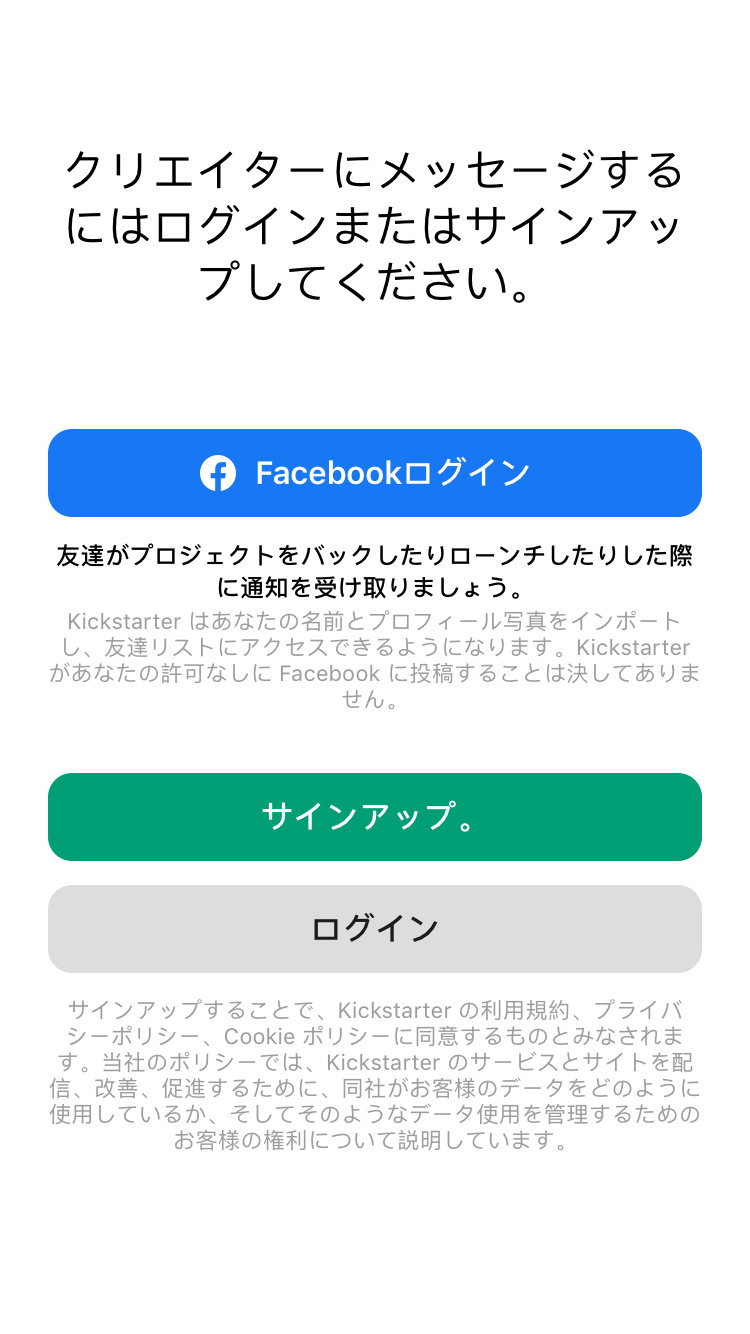 クリエイターにメッセージする
にはログインまたはサインアッ
プしてください。
Facebookログイン
友達がプロジェクトをバックしたりローンチしたりした際
に通知を受け取りましょう。
Kickstarter はあなたの名前とプロフィール写真をインポート
し、友達リストにアクセスできるようになります。Kickstarter
があなたの許可なしに Facebook に投稿することは決してありま
せん。
サインアップ。
ログイン
サインアップすることで、Kickstarter の利用規約、プライバ
シーポリシー、Cookie ポリシーに同意するものとみなされま
す。当社のポリシーでは、Kickstarter のサービスとサイトを配
信、改善、促進するために、同社がお客様のデータをどのように
使用しているか、そしてそのようなデータ使用を管理するための
お客様の権利について説明しています。